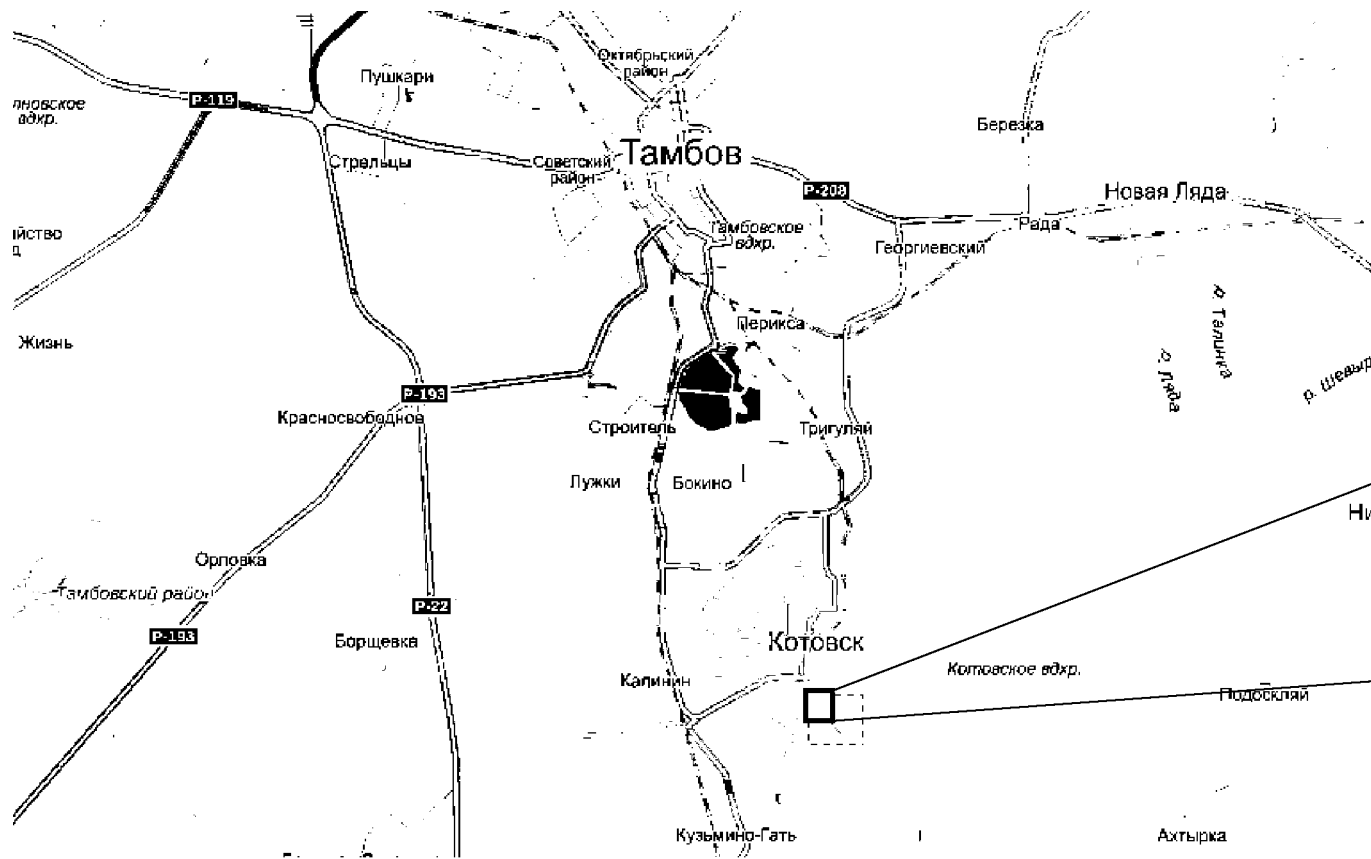 Октябрьский
район
Пушкари
Р-119
вдхр.
Березка
Тамбов
Стрельцы
Советский
район
Р-208
Новая Ляда
Рада
Тамбовское
вдхр.
Георгиевский
Жизнь
Перикса
р. Талинка
р. Ляда
Р-193
Красносвободное
Строитель
Тригуляй
Лужки
Бокино
Орловка
Тамбовский район
Р-22
Р-193
Борщевка
Котовск
Калинин
Котовское вдхр.
Подоскляй
Кузьмино-Гать
Ахтырка